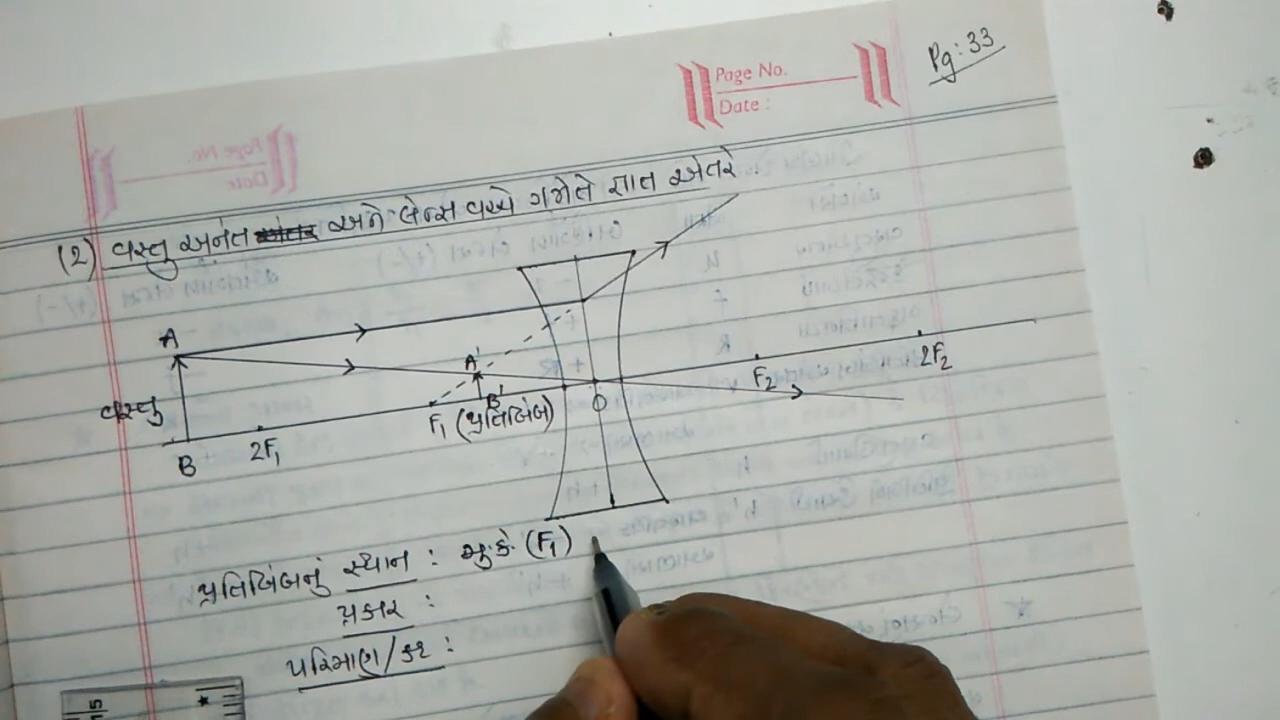 Pg: 33
Page No.
Date :
(2) વસ્તુ અનંત અને લેન્સ વચ્ચે ગમેતે સાત અંતરે :
A
A'
2F₂
F₂
વસ્તુ
B'
O
F₁ (પ્રતિબિંબ)
2F₁
B
પ્રતિબિંબનું સ્થાન : મુ.કે. (F₁)
પ્રકાર :
પરિમાણ/કદ :
15